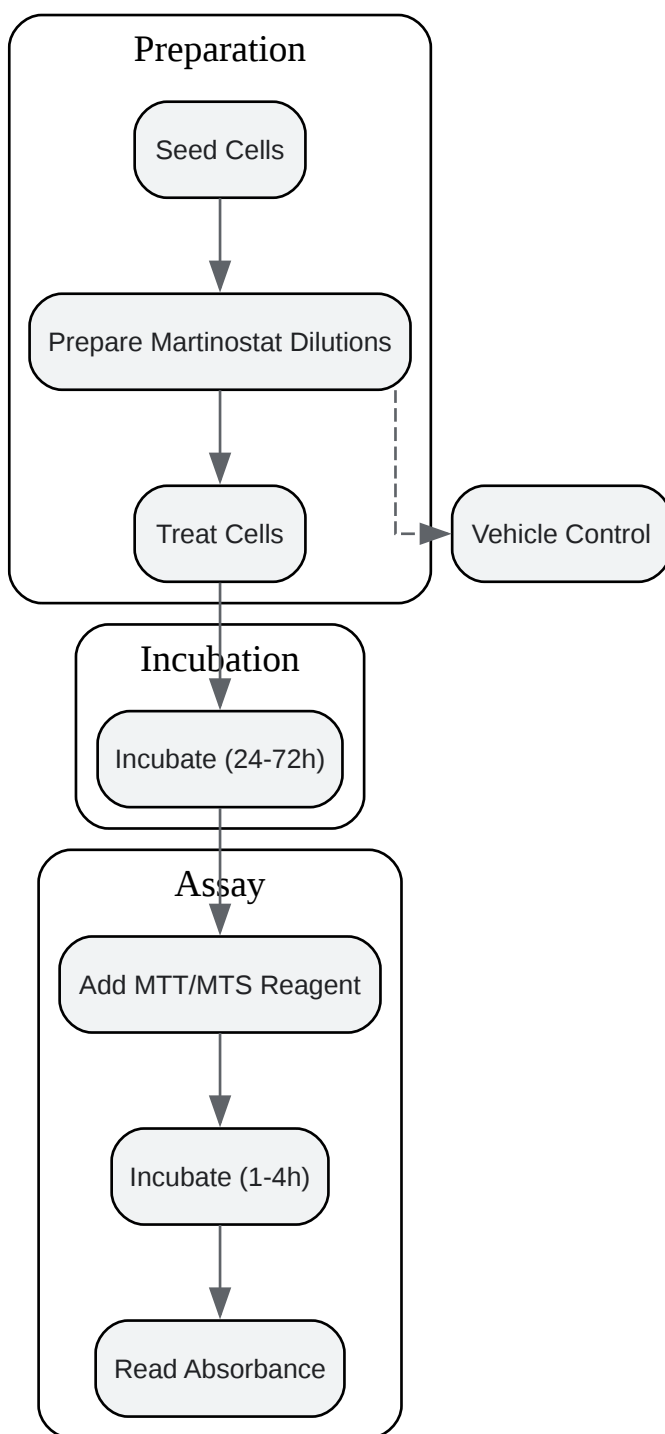 Preparation
Seed Cells
Prepare Martinostat Dilutions
Treat Cells
Vehicle Control
Incubation
Incubate (24-72h)
Assay
Add MTT/MTS Reagent
Incubate (1-4h)
Read Absorbance